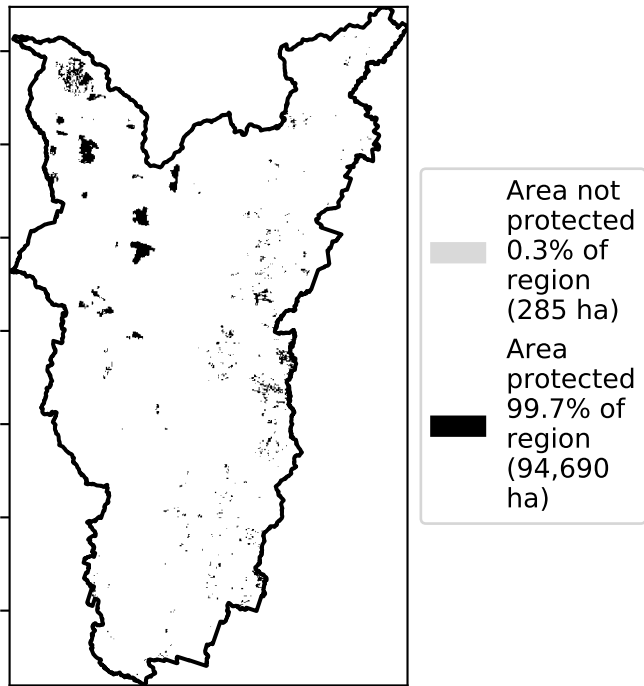 Area not
protected
0.3% of
region
(285 ha)
Area
protected
99.7% of
region
(94,690
ha)